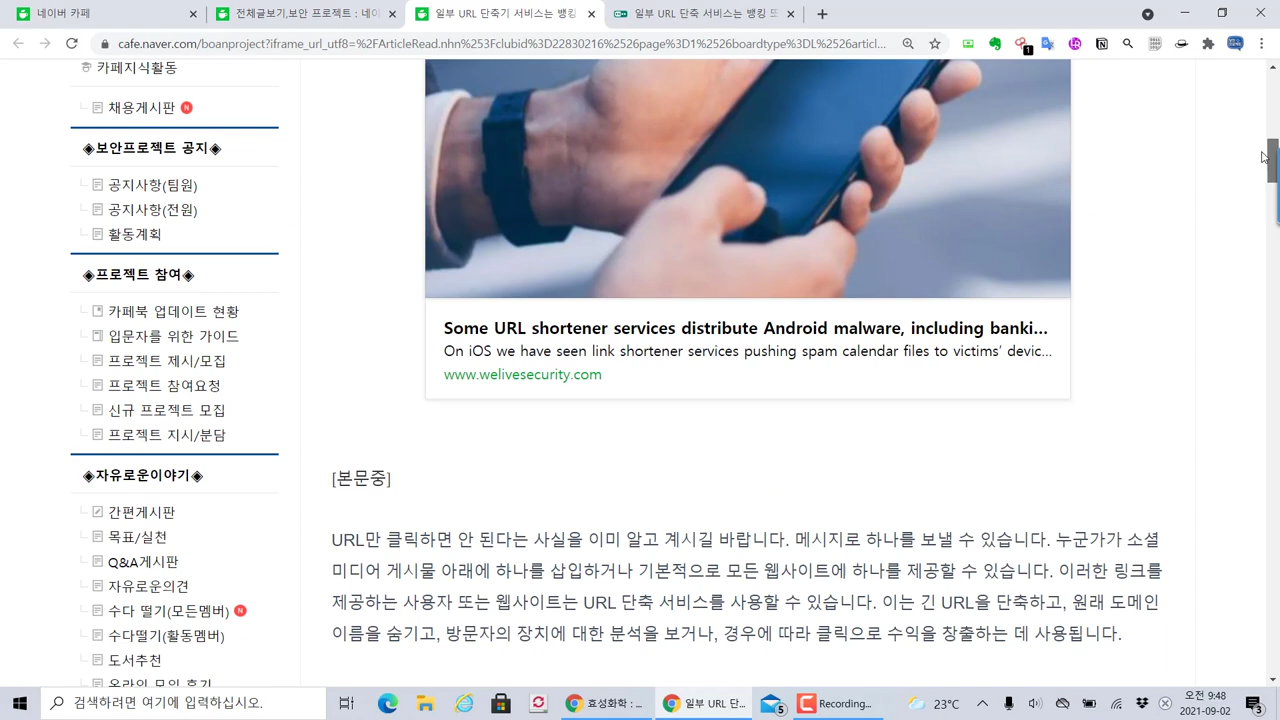 네이버 카페
전체글보기,보안 프로젝트 : 네이
일부 URL 단축기 서비스는 뱅킹
일부 URL 단축 서비스는 뱅킹 또
cafe.naver.com/boanproject?iframe_url_utf8=%2FArticleRead.nhn%253Fclubid%3D22830216%2526page%3D1%2526boardtype%3DL%2526articl...
카페지식활동
채용게시판 N
◈보안프로젝트 공지◈
공지사항(팀원)
공지사항(전원)
활동계획
◈프로젝트 참여◈
카페북 업데이트 현황
입문자를 위한 가이드
프로젝트 제시/모집
프로젝트 참여요청
신규 프로젝트 모집
프로젝트 지시/분담
◈자유로운이야기◈
간편게시판
목표/실천
Q&A게시판
자유로운의견
수다 떨기(모든멤버) N
수다떨기(활동멤버)
도서추천
온라인 모임 후기
Some URL shortener services distribute Android malware, including banki...
On iOS we have seen link shortener services pushing spam calendar files to victims’ devic...
www.welivesecurity.com
[본문중]
URL만 클릭하면 안 된다는 사실을 이미 알고 계시길 바랍니다. 메시지로 하나를 보낼 수 있습니다. 누군가가 소셜
미디어 게시물 아래에 하나를 삽입하거나 기본적으로 모든 웹사이트에 하나를 제공할 수 있습니다. 이러한 링크를
제공하는 사용자 또는 웹사이트는 URL 단축 서비스를 사용할 수 있습니다. 이는 긴 URL을 단축하고, 원래 도메인
이름을 숨기고, 방문자의 장치에 대한 분석을 보거나, 경우에 따라 클릭으로 수익을 창출하는 데 사용됩니다.
검색하려면 여기에 입력하십시오.
효성화학 : ...
일부 URL 단...
5
Recording...
23℃
오전 9:48
2021-09-02
3